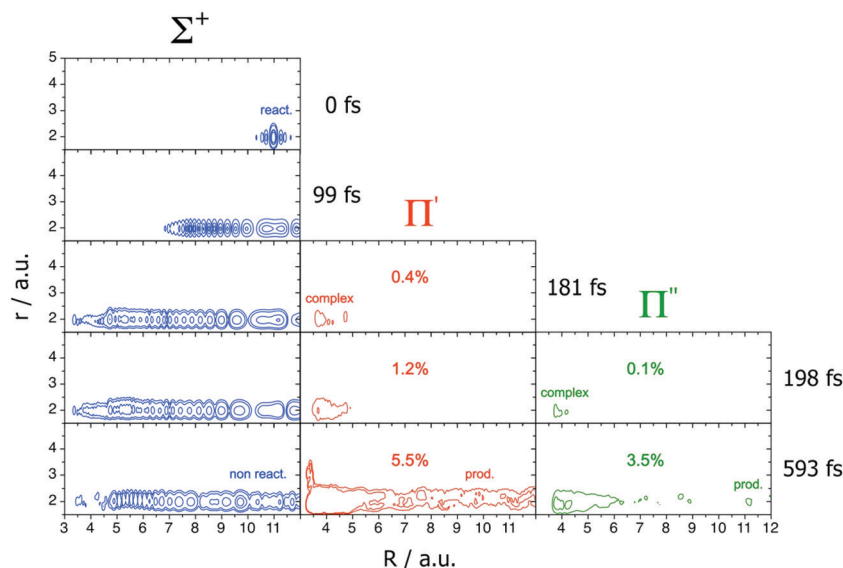 Σ+
5
4
3
2
react.
0 fs
4
3
2
99 fs
Π'
4
3
2
0.4%
complex
181 fs
Π"
4
3
2
1.2%
0.1%
complex
198 fs
4
3
2
non react.
5.5%
prod.
3.5%
prod.
593 fs
3 4 5 6 7 8 9 10 11
4 5 6 7 8 9 10 11
4 5 6 7 8 9 10 11 12
r / a.u.
R / a.u.